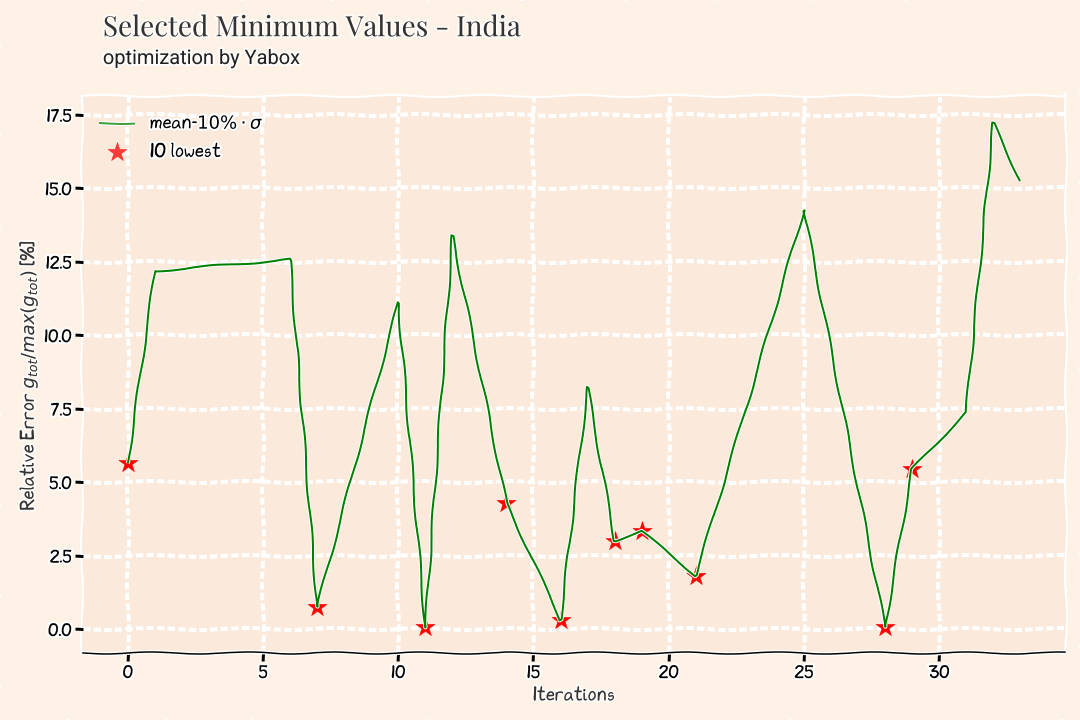 Selected Minimum Values - India
optimization by Yabox
mean-10% · σ
10 lowest
Relative Error g_tot/max(g_tot) [%]
17.5
15.0
12.5
10.0
7.5
5.0
2.5
0.0
0 5 10 15 20 25 30
Iterations